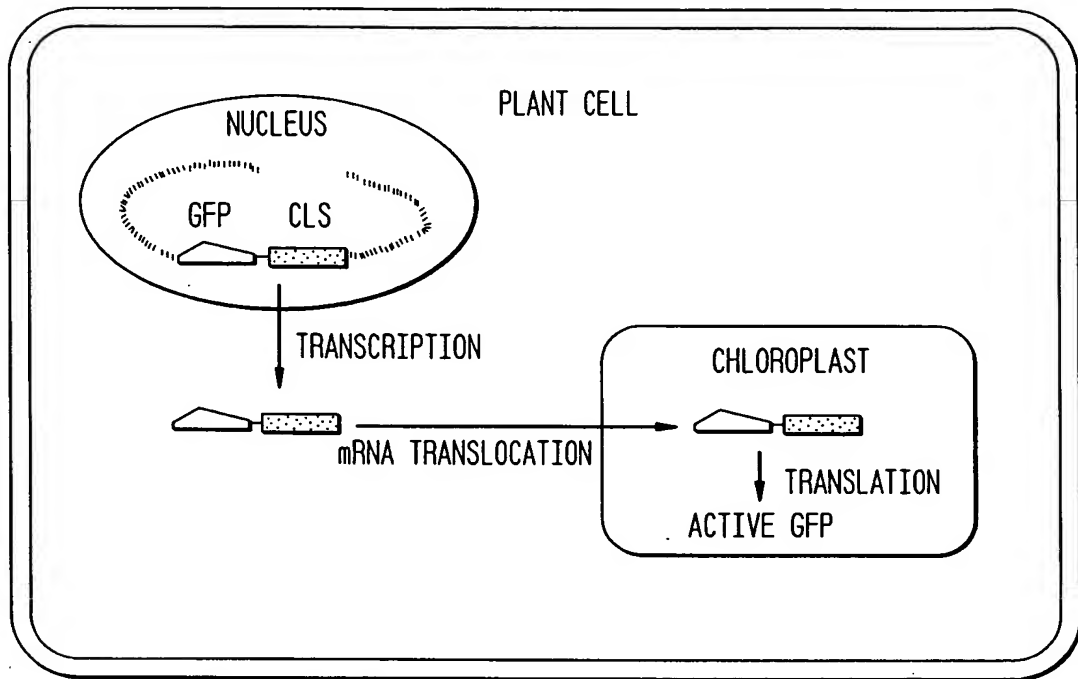 PLANT CELL
NUCLEUS
GFP CLS
TRANSCRIPTION
CHLOROPLAST
mRNA TRANSLOCATION
TRANSLATION
ACTIVE GFP